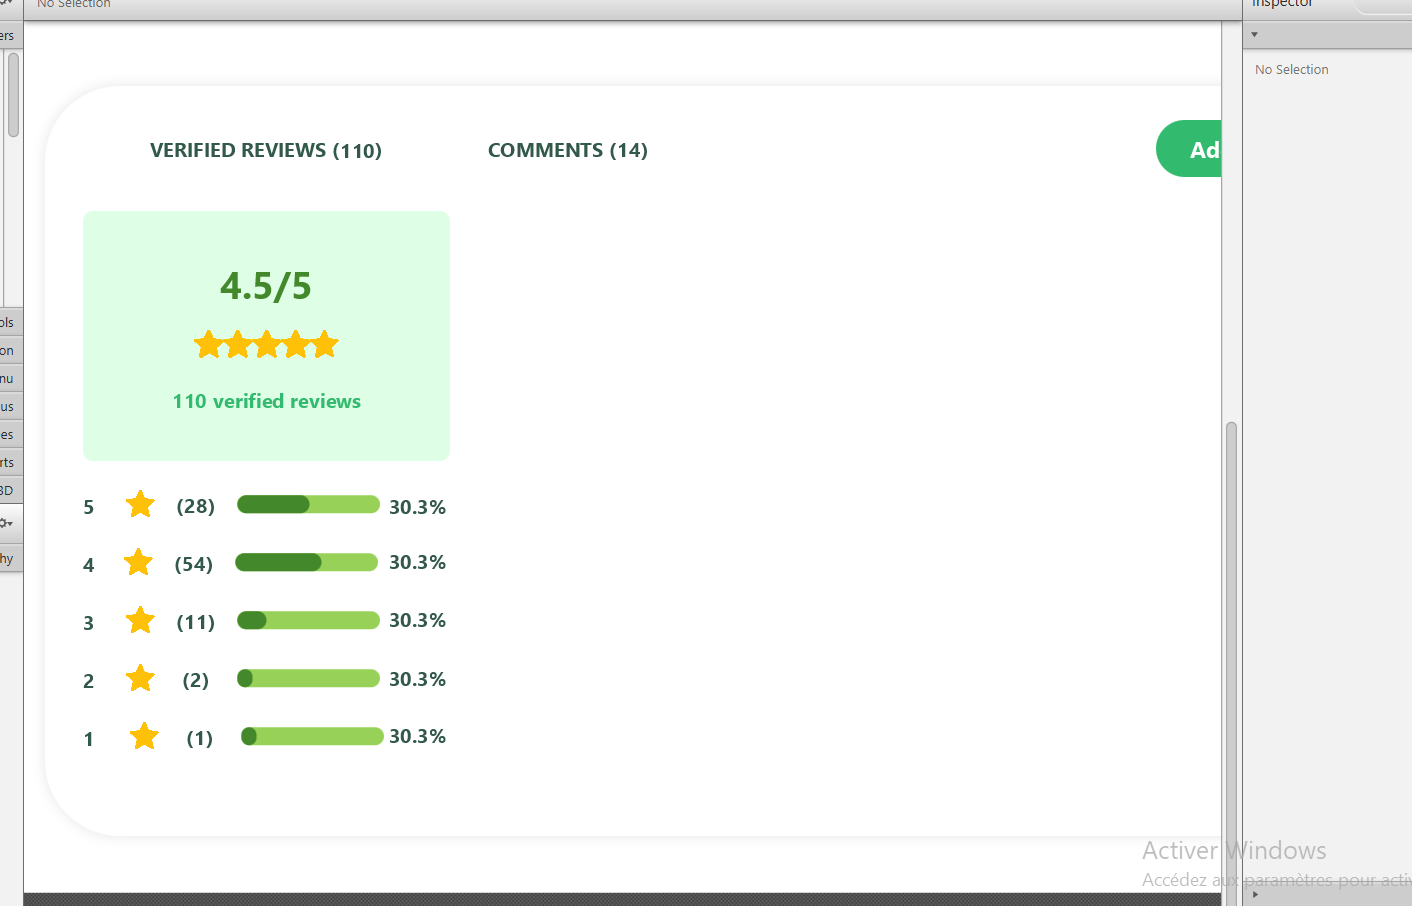 No Selection
Inspector
ers
No Selection
VERIFIED REVIEWS (110)
COMMENTS (14)
Ad
4.5/5
110 verified reviews
ols
on
nu
us
es
rts
3D
hy
5 (28) 30.3%
4 (54) 30.3%
3 (11) 30.3%
2 (2) 30.3%
1 (1) 30.3%
Activer Windows
Accédez aux paramètres pour activ